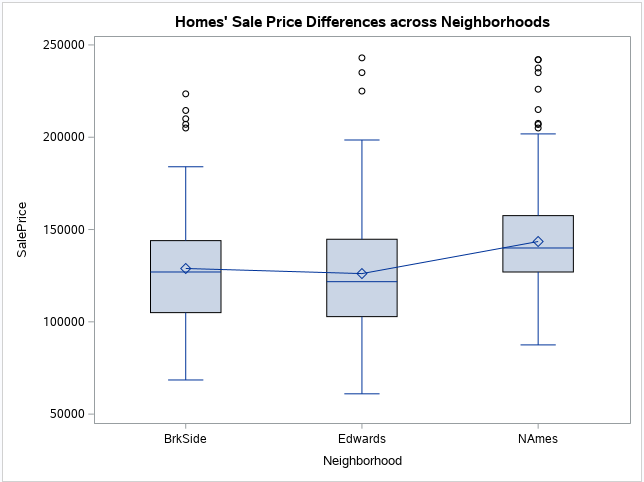 Homes' Sale Price Differences across Neighborhoods
250000
200000
150000
100000
50000
SalePrice
BrkSide
Edwards
NAmes
Neighborhood